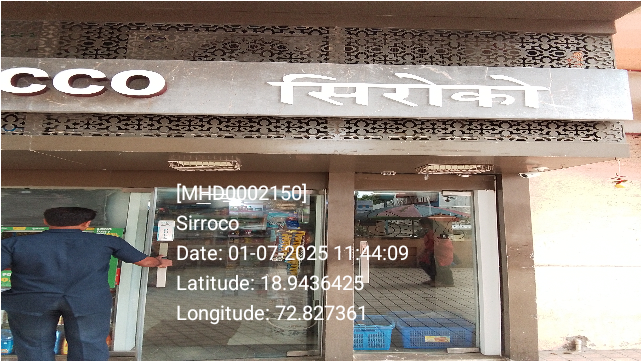 CCO सिरोको
[MHD0002150]
Sirroco
Date: 01-07-2025 11:44:09
Latitude: 18.9436425
Longitude: 72.827361